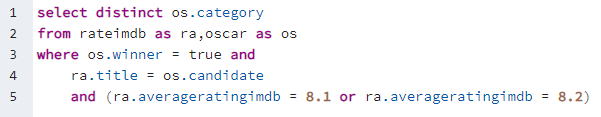 1 select distinct os.category
2 from rateimdb as ra,oscar as os
3 where os.winner = true and
4 ra.title = os.candidate
5 and (ra.averageratingimdb = 8.1 or ra.averageratingimdb = 8.2)